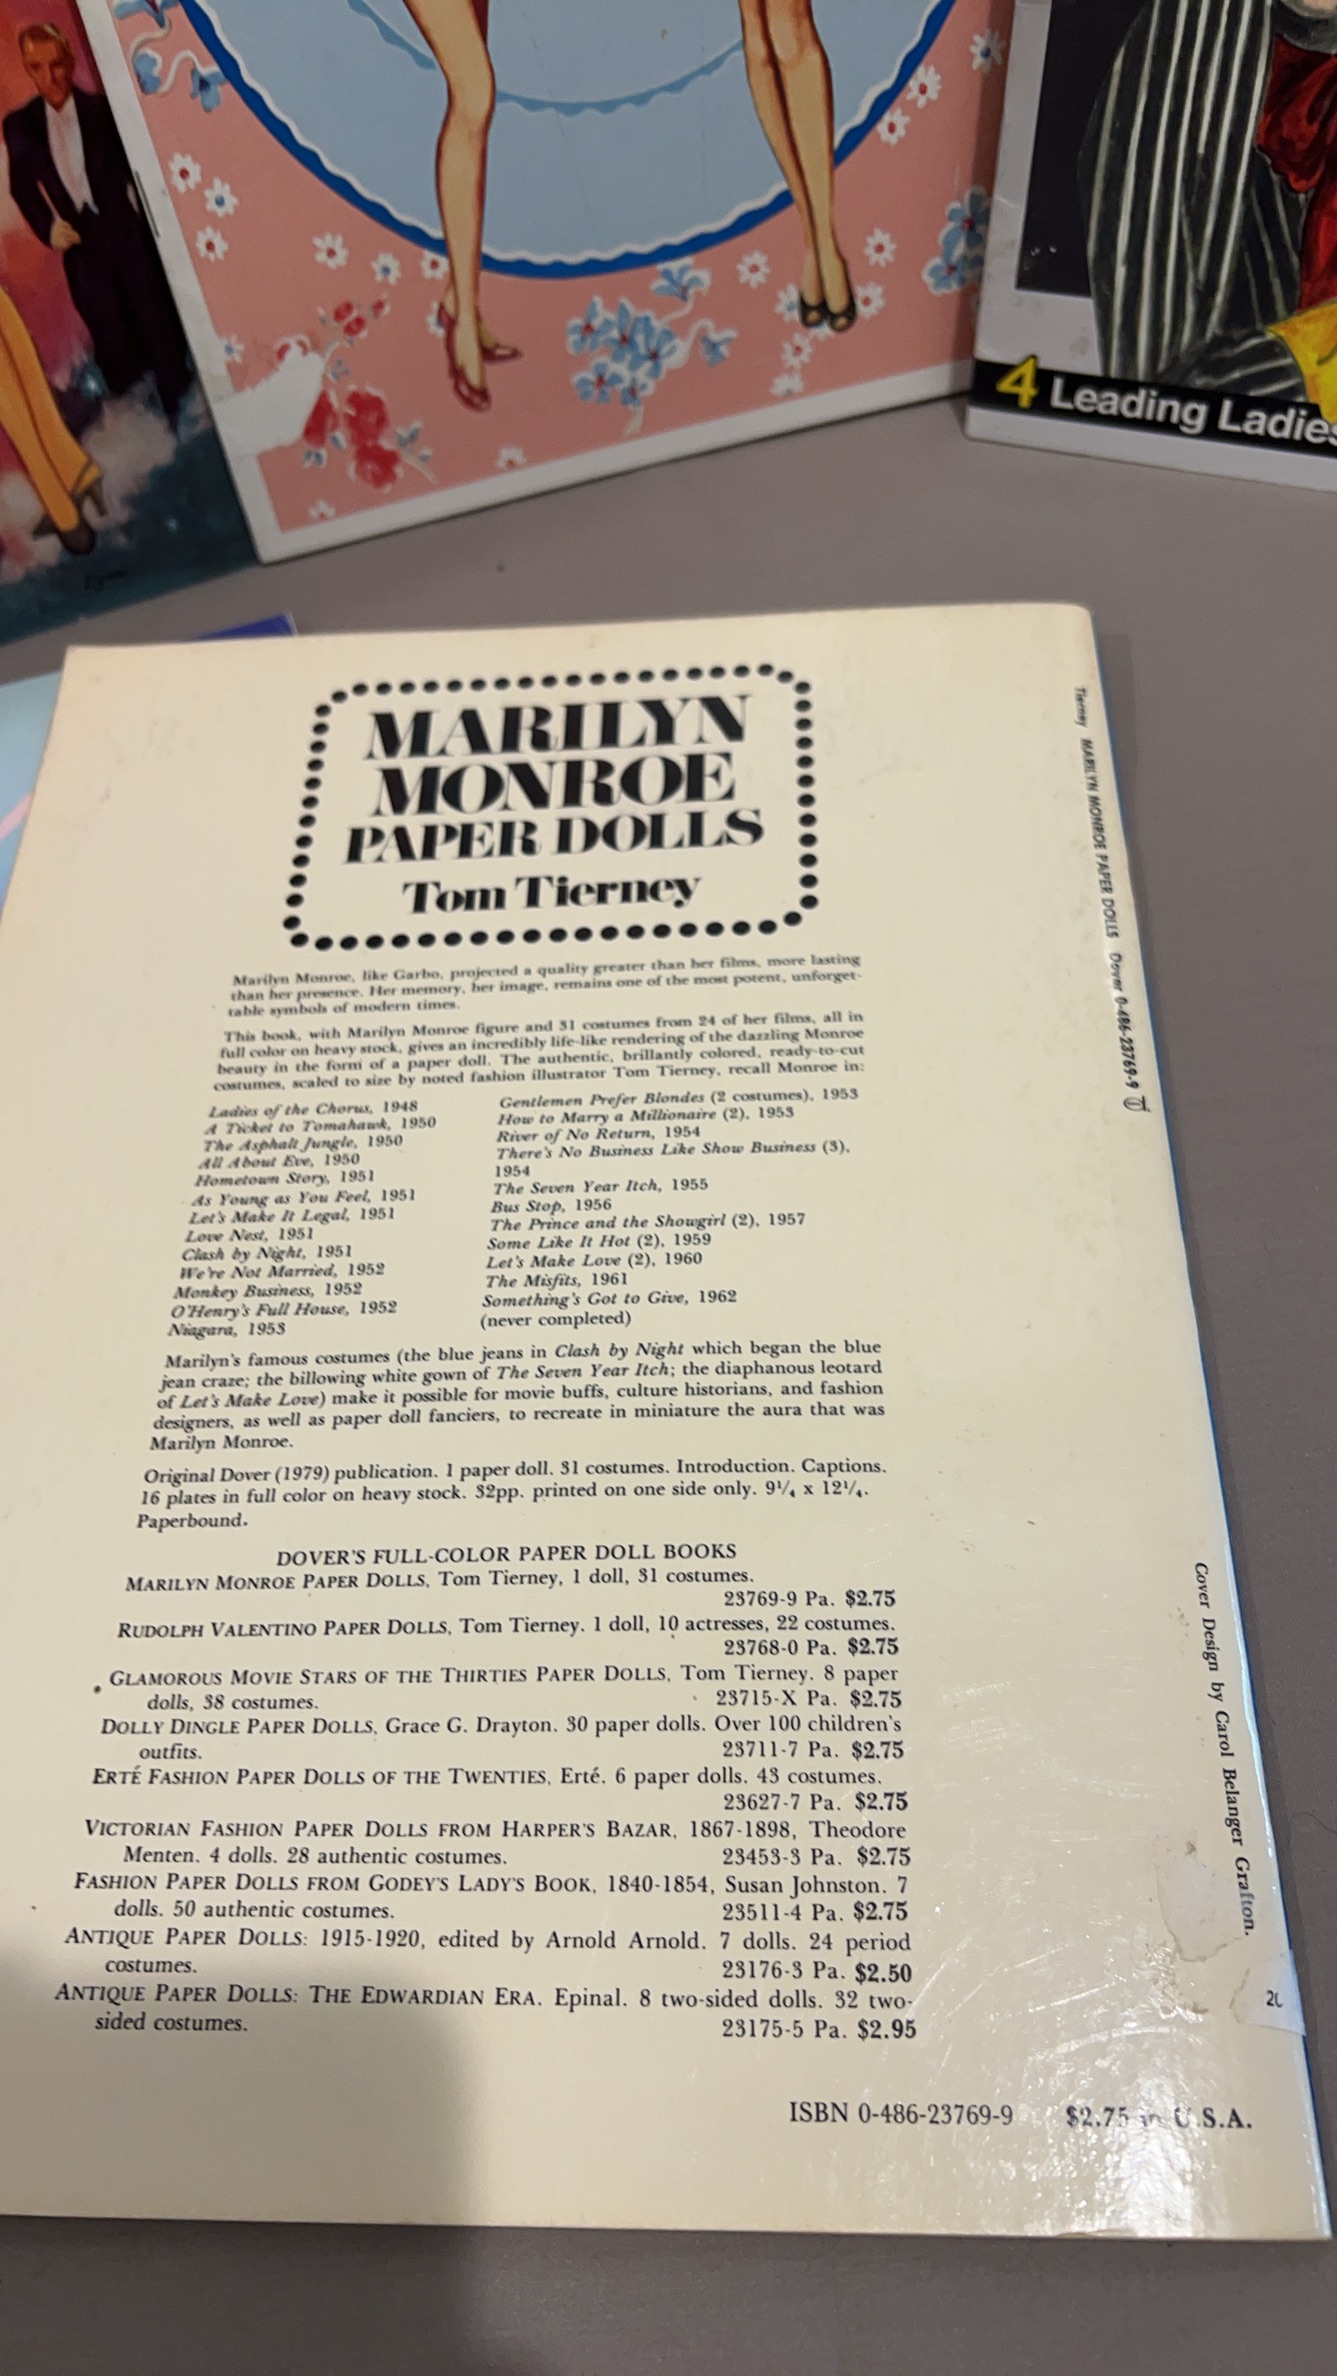 4 Leading Ladies
MARILYN
MONROE
PAPER DOLLS
Tom Tierney
Marilyn Monroe, like Garbo, projected a quality greater than her films, more lasting
than her presence. Her memory, her image, remains one of the most potent, unforget-
table symbols of modern times.
This book, with Marilyn Monroe figure and 31 costumes from 24 of her films, all in
full color on heavy stock, gives an incredibly life-like rendering of the dazzling Monroe
beauty in the form of a paper doll. The authentic, brillantly colored, ready-to-cut
costumes, scaled to size by noted fashion illustrator Tom Tierney, recall Monroe in:
Ladies of the Chorus, 1948
A Ticket to Tomahawk, 1950
The Asphalt Jungle, 1950
All About Eve, 1950
Hometown Story, 1951
As Young as You Feel, 1951
Let's Make It Legal, 1951
Love Nest, 1951
Clash by Night, 1951
We're Not Married, 1952
Monkey Business, 1952
O'Henry's Full House, 1952
Niagara, 1953
Gentlemen Prefer Blondes (2 costumes), 1953
How to Marry a Millionaire (2), 1953
River of No Return, 1954
There's No Business Like Show Business (3),
1954
The Seven Year Itch, 1955
Bus Stop, 1956
The Prince and the Showgirl (2), 1957
Some Like It Hot (2), 1959
Let's Make Love (2), 1960
The Misfits, 1961
Something's Got to Give, 1962
(never completed)
Marilyn's famous costumes (the blue jeans in Clash by Night which began the blue
jean craze; the billowing white gown of The Seven Year Itch; the diaphanous leotard
of Let's Make Love) make it possible for movie buffs, culture historians, and fashion
designers, as well as paper doll fanciers, to recreate in miniature the aura that was
Marilyn Monroe.
Original Dover (1979) publication. 1 paper doll. 31 costumes. Introduction. Captions.
16 plates in full color on heavy stock. 32pp. printed on one side only. 9¼ x 12¼.
Paperbound.
DOVER'S FULL-COLOR PAPER DOLL BOOKS
MARILYN MONROE PAPER DOLLS, Tom Tierney, 1 doll, 31 costumes.
23769-9 Pa. $2.75
RUDOLPH VALENTINO PAPER DOLLS, Tom Tierney. 1 doll, 10 actresses, 22 costumes.
23768-0 Pa. $2.75
GLAMOROUS MOVIE STARS OF THE THIRTIES PAPER DOLLS, Tom Tierney. 8 paper
dolls, 38 costumes. 23715-X Pa. $2.75
DOLLY DINGLE PAPER DOLLS, Grace G. Drayton. 30 paper dolls. Over 100 children's
outfits. 23711-7 Pa. $2.75
ERTÉ FASHION PAPER DOLLS OF THE TWENTIES, Erté. 6 paper dolls. 43 costumes.
23627-7 Pa. $2.75
VICTORIAN FASHION PAPER DOLLS FROM HARPER'S BAZAR, 1867-1898, Theodore
Menten. 4 dolls. 28 authentic costumes. 23453-3 Pa. $2.75
FASHION PAPER DOLLS FROM GODEY'S LADY'S BOOK, 1840-1854, Susan Johnston. 7
dolls. 50 authentic costumes. 23511-4 Pa. $2.75
ANTIQUE PAPER DOLLS: 1915-1920, edited by Arnold Arnold. 7 dolls. 24 period
costumes. 23176-3 Pa. $2.50
ANTIQUE PAPER DOLLS: THE EDWARDIAN ERA. Epinal. 8 two-sided dolls. 32 two-
sided costumes. 23175-5 Pa. $2.95
ISBN 0-486-23769-9 $2.75 in U.S.A.
Tierney MARILYN MONROE PAPER DOLLS Dover 0-486-23769-9
Cover Design by Carol Belanger Grafton.